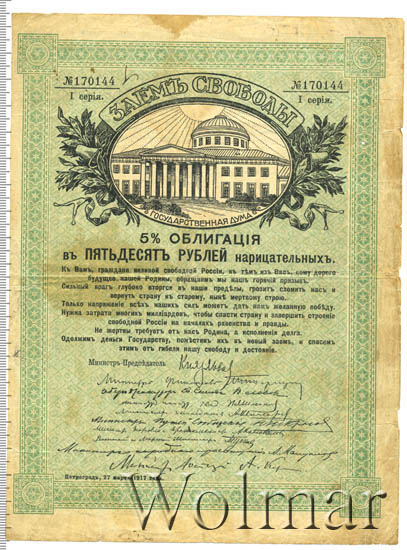 №170144 №170144
I серія. I серія.
ЗАЕМЪ СВОБОДЫ
ГОСУДАРСТВЕННАЯ ДУМА
5% ОБЛИГАЦІЯ
въ ПЯТЬДЕСЯТЪ РУБЛЕЙ нарицательныхъ.
Къ Вамъ, граждане великой свободной Россіи, къ тѣмъ изъ Васъ, кому дорого
будущее нашей Родины, обращаемъ мы нашъ горячій призывъ.
Сильный врагъ глубоко вторгся въ наши предѣлы, грозитъ сломить насъ и
вернуть страну къ старому, нынѣ мертвому строю.
Только напряженіе всѣхъ нашихъ силъ можетъ дать намъ желанную побѣду.
Нужна затрата многихъ милліардовъ, чтобы спасти страну и завершить строеніе
свободной Россіи на началахъ равенства и правды.
Не жертвы требуетъ отъ насъ Родина, а исполненія долга.
Одолжимъ деньги Государству, помѣстивъ ихъ въ новый заемъ, и спасемъ
этимъ отъ гибели нашу свободу и достояніе.
Министръ-Предсѣдатель
Петроградъ, 27 марта 1917 года.
Wolmar